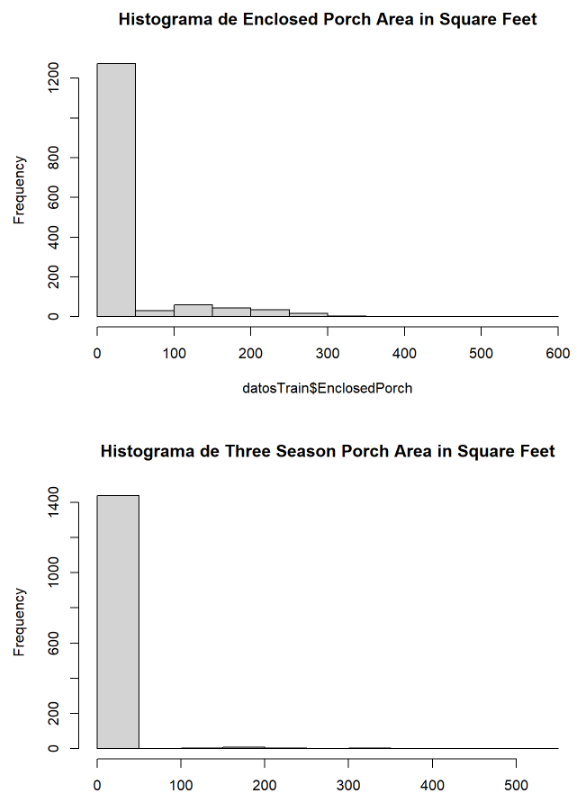 Histograma de Enclosed Porch Area in Square Feet
Frequency
1200
800
600
400
200
0
0 100 200 300 400 500 600
datosTrain$EnclosedPorch
Histograma de Three Season Porch Area in Square Feet
Frequency
1400
1000
600
200
0
0 100 200 300 400 500